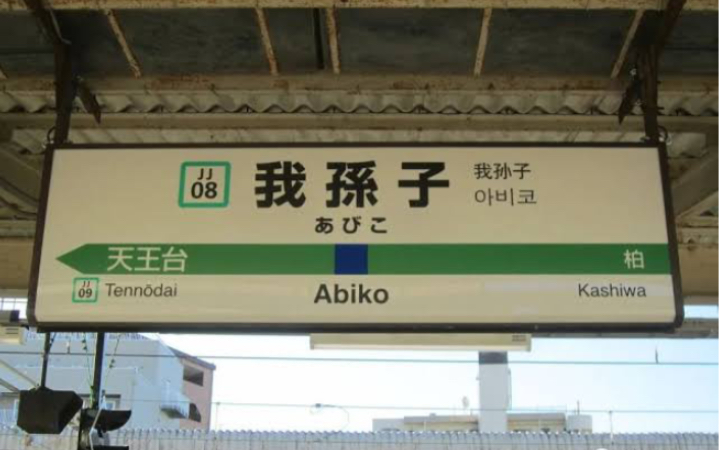 JJ
08
我孫子
我孙子
아비코
あびこ
天王台
柏
JJ
09
Tennōdai
Abiko
Kashiwa